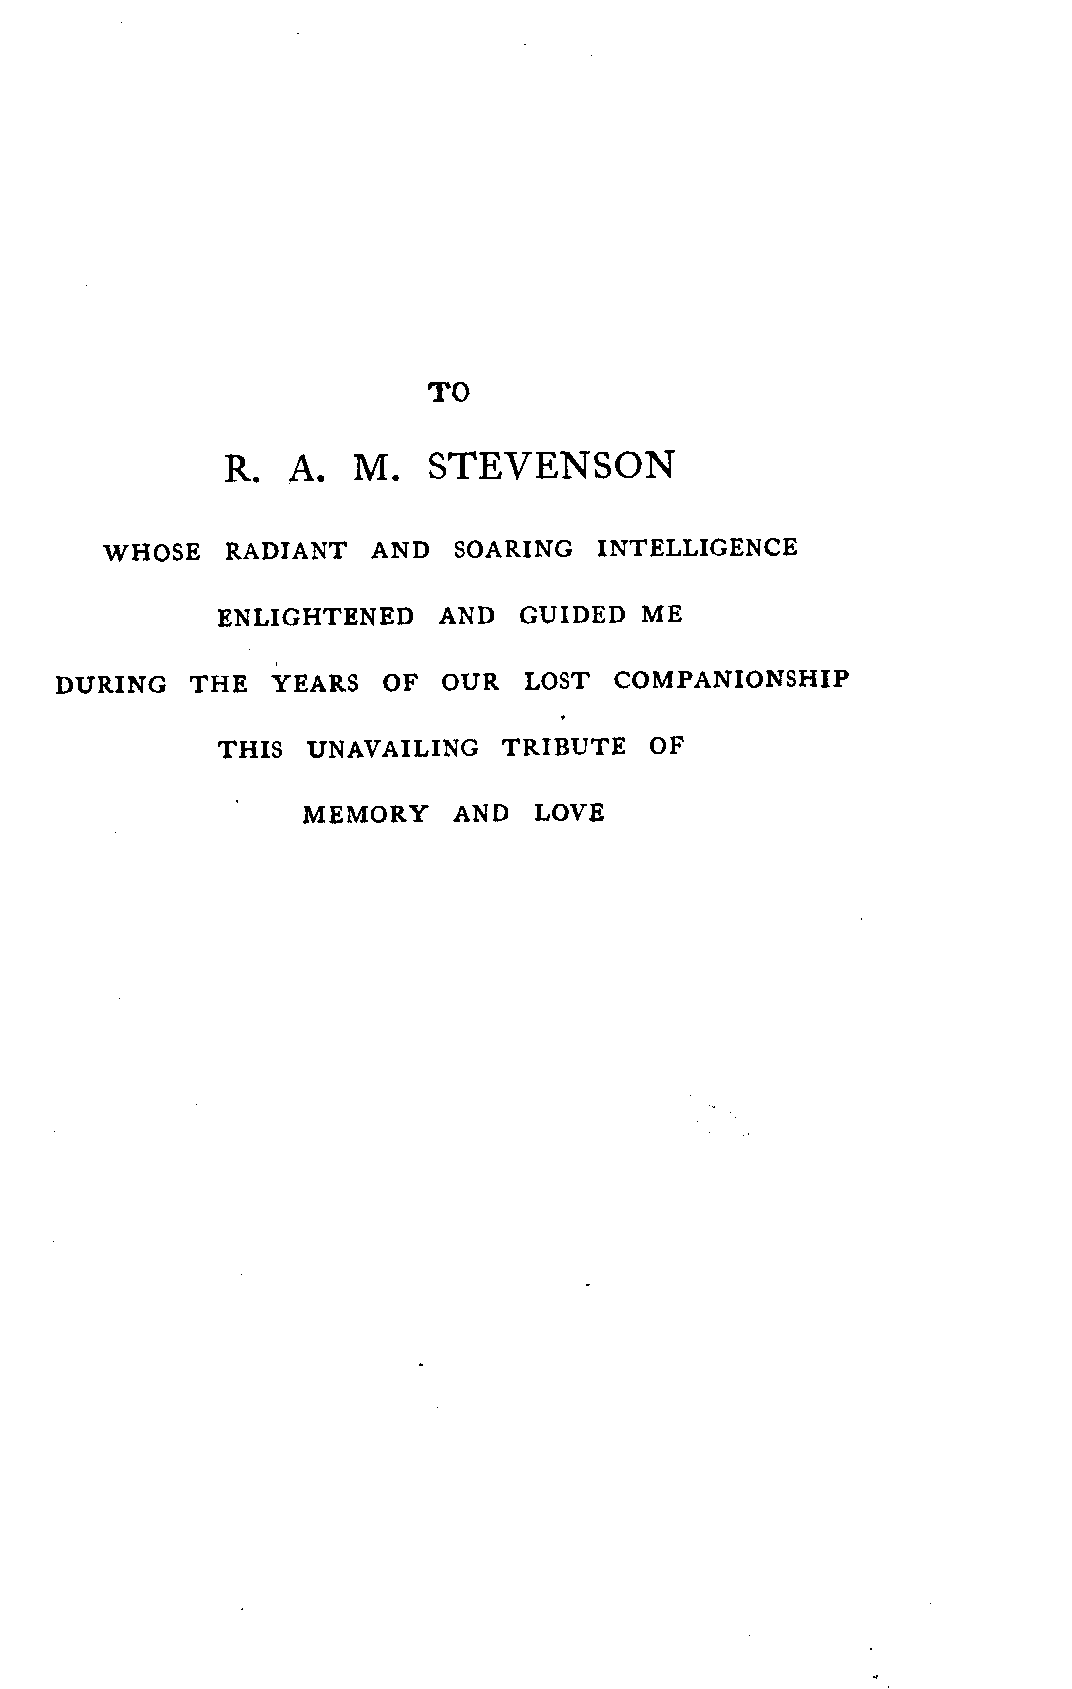 TO
R. A. M. STEVENSON
WHOSE RADIANT AND SOARING INTELLIGENCE
ENLIGHTENED AND GUIDED ME
DURING THE YEARS OF OUR LOST COMPANIONSHIP
THIS UNAVAILING TRIBUTE OF
MEMORY AND LOVE